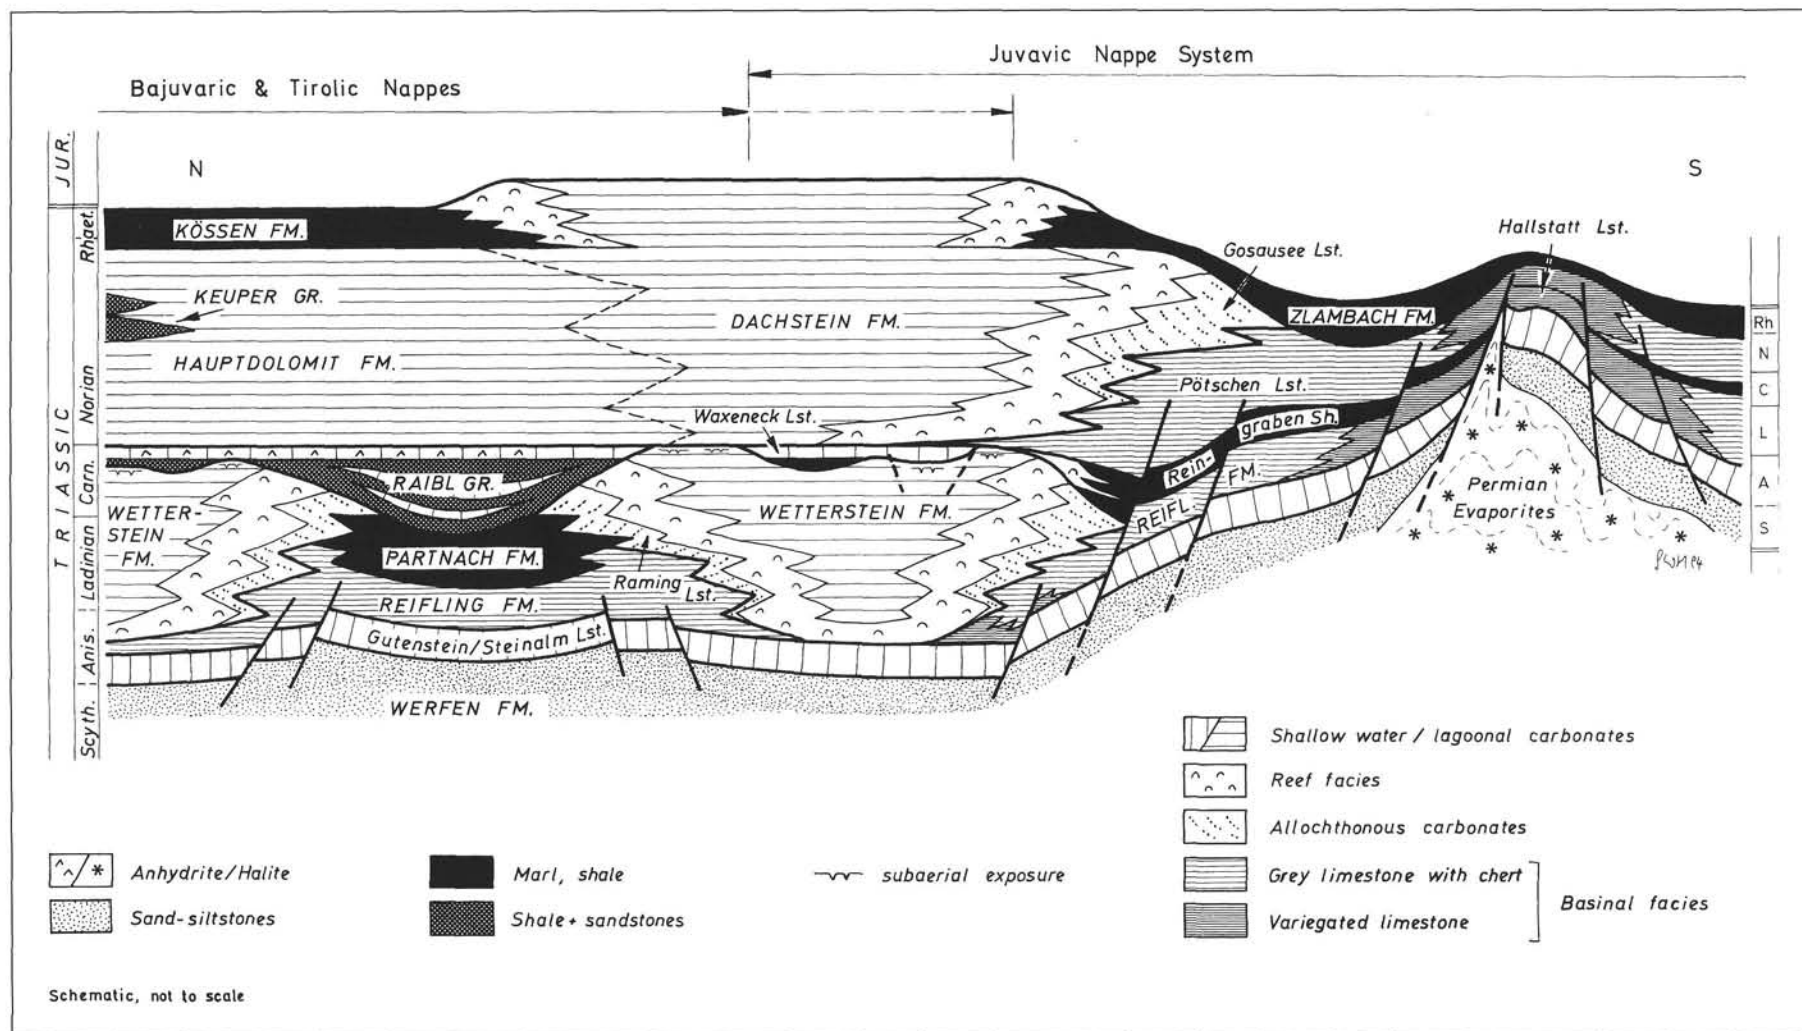 Juvavic Nappe System
Bajuvaric & Tirolic Nappes
JUR.
N
S
TRIASSIC
Rhaet.
Norian
Carn.
Ladinian
Anis.
Scyth.
KÖSSEN FM.
Hallstatt Lst.
Gosausee Lst.
KEUPER GR.
DACHSTEIN FM.
ZLAMBACH FM.
HAUPTDOLOMIT FM.
Pötschen Lst.
Waxeneck Lst.
graben Sh.
Rein-
RAIBL GR.
FM.
REIFL.
WETTER-
STEIN
FM.
WETTERSTEIN FM.
Permian
Evaporites
PARTNACH FM.
Raming
Lst.
REIFLING FM.
Gutenstein/Steinalm Lst.
WERFEN FM.
Rh
N
C
L
A
S
Shallow water / lagoonal carbonates
Reef facies
Allochthonous carbonates
Grey limestone with chert
Variegated limestone
Basinal facies
Anhydrite/Halite
Sand-siltstones
Marl, shale
Shale + sandstones
subaerial exposure
Schematic, not to scale